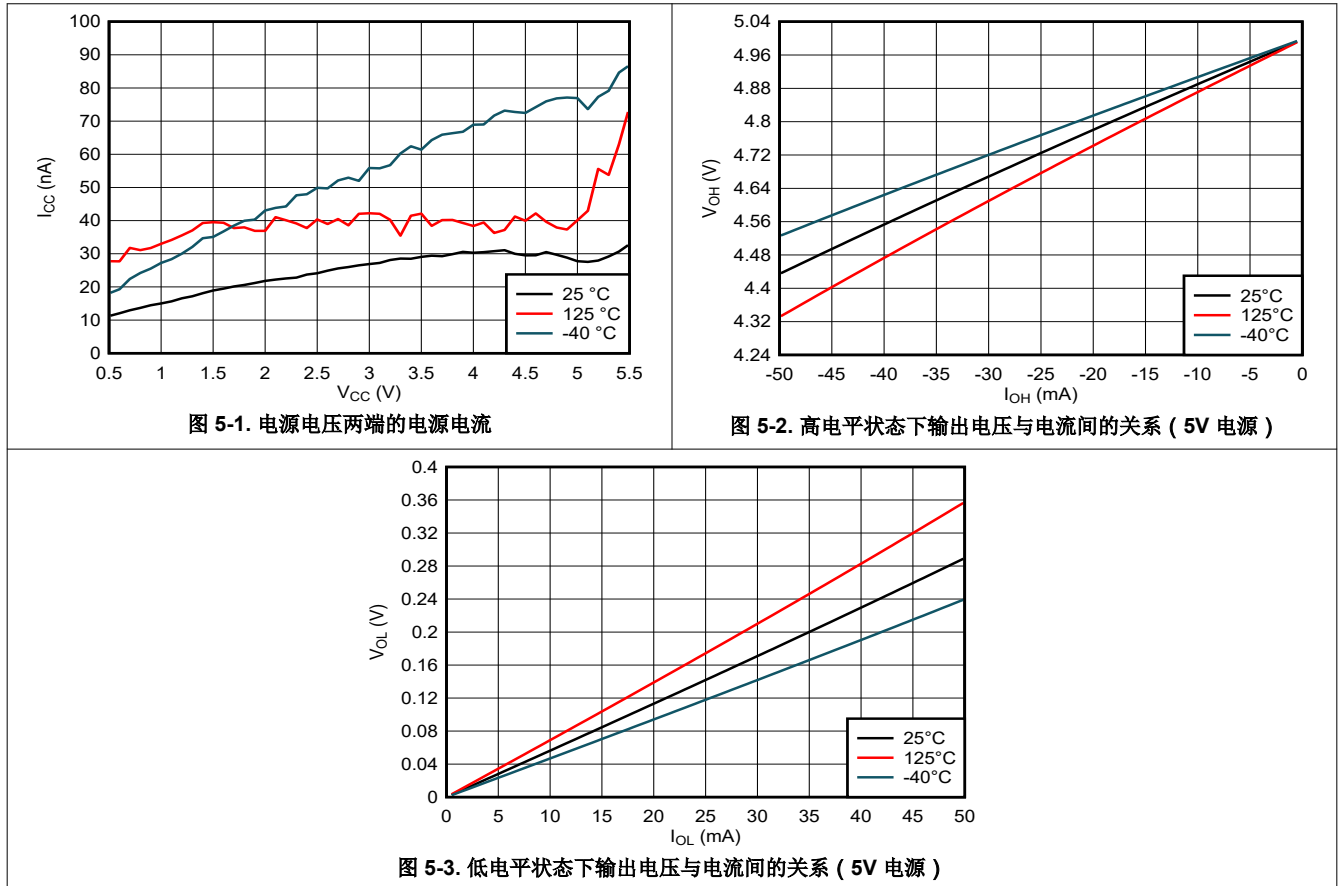 100
90
80
70
60
50
40
30
20
10
0
I_CC (nA)
0.5 1 1.5 2 2.5 3 3.5 4 4.5 5 5.5
V_CC (V)
25 °C
125 °C
-40 °C
图 5-1. 电源电压两端的电源电流
5.04
4.96
4.88
4.8
4.72
4.64
4.56
4.48
4.4
4.32
4.24
V_OH (V)
-50 -45 -40 -35 -30 -25 -20 -15 -10 -5 0
I_OH (mA)
25°C
125°C
-40°C
图 5-2. 高电平状态下输出电压与电流间的关系（5V 电源）
0.4
0.36
0.32
0.28
0.24
0.2
0.16
0.12
0.08
0.04
0
V_OL (V)
0 5 10 15 20 25 30 35 40 45 50
I_OL (mA)
25°C
125°C
-40°C
图 5-3. 低电平状态下输出电压与电流间的关系（5V 电源）